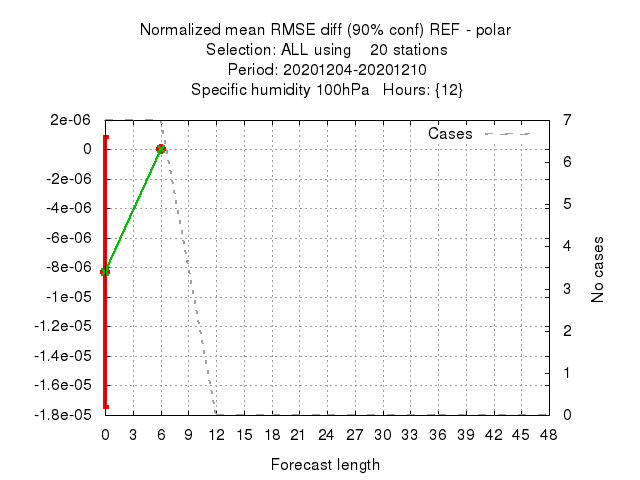 Normalized mean RMSE diff (90% conf) REF - polar
Selection: ALL using    20 stations
Period: 20201204-20201210
Specific humidity 100hPa   Hours: {12}
Cases
2e-06
0
-2e-06
-4e-06
-6e-06
-8e-06
-1e-05
-1.2e-05
-1.4e-05
-1.6e-05
-1.8e-05
7
6
5
4
3
2
1
0
No cases
0 3 6 9 12 15 18 21 24 27 30 33 36 39 42 45 48
Forecast length